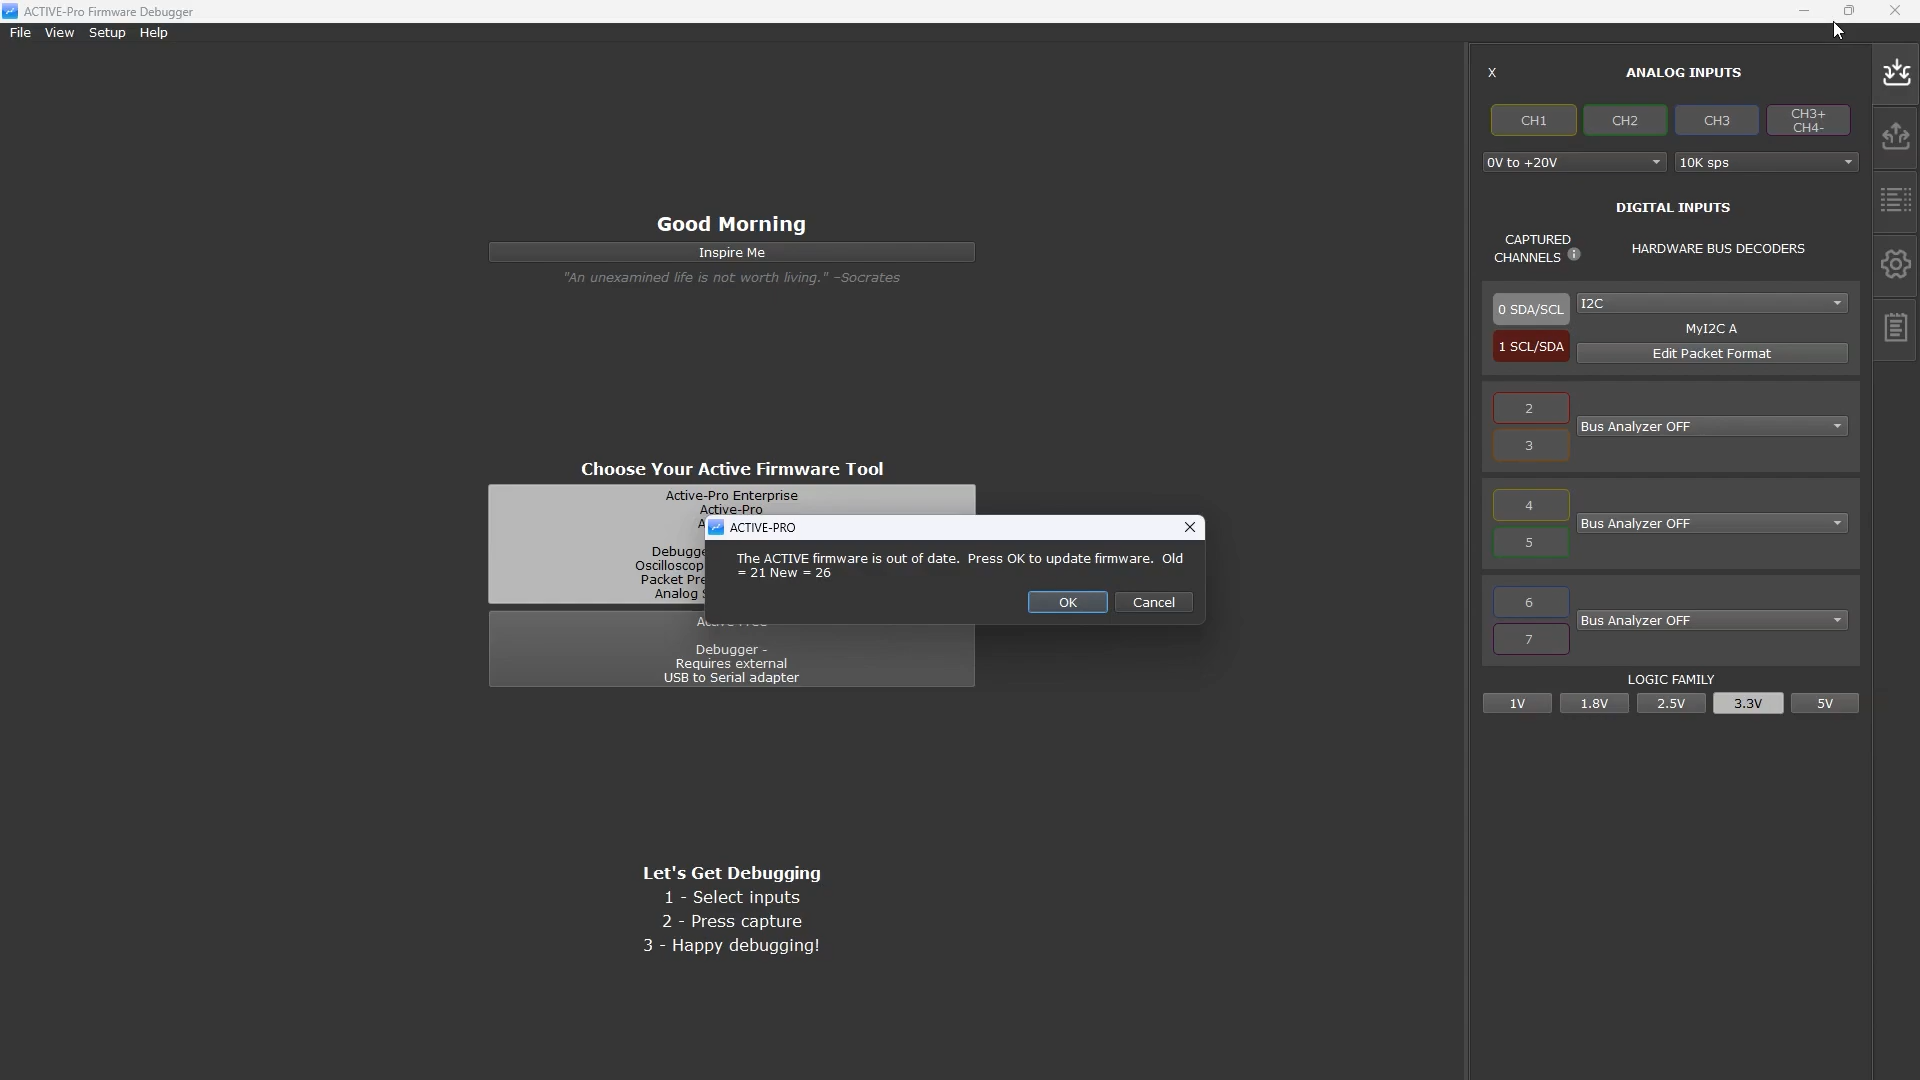 ACTIVE-Pro Firmware Debugger
File View Setup Help
X
ANALOG INPUTS
CH1
CH2
CH3
CH3+
CH4-
0V to +20V
10K sps
DIGITAL INPUTS
CAPTURED
CHANNELS
HARDWARE BUS DECODERS
0 SDA/SCL
I2C
MyI2C A
1 SCL/SDA
Edit Packet Format
2
3
Bus Analyzer OFF
4
5
Bus Analyzer OFF
6
7
Bus Analyzer OFF
LOGIC FAMILY
1V
1.8V
2.5V
3.3V
5V
Good Morning
Inspire Me
"An unexamined life is not worth living." -Socrates
Choose Your Active Firmware Tool
Active-Pro Enterprise
Active-Pro
ACTIVE-PRO
The ACTIVE firmware is out of date. Press OK to update firmware. Old
= 21 New = 26
OK
Cancel
Analog
Debugger -
Requires external
USB to Serial adapter
Let's Get Debugging
1 - Select inputs
2 - Press capture
3 - Happy debugging!